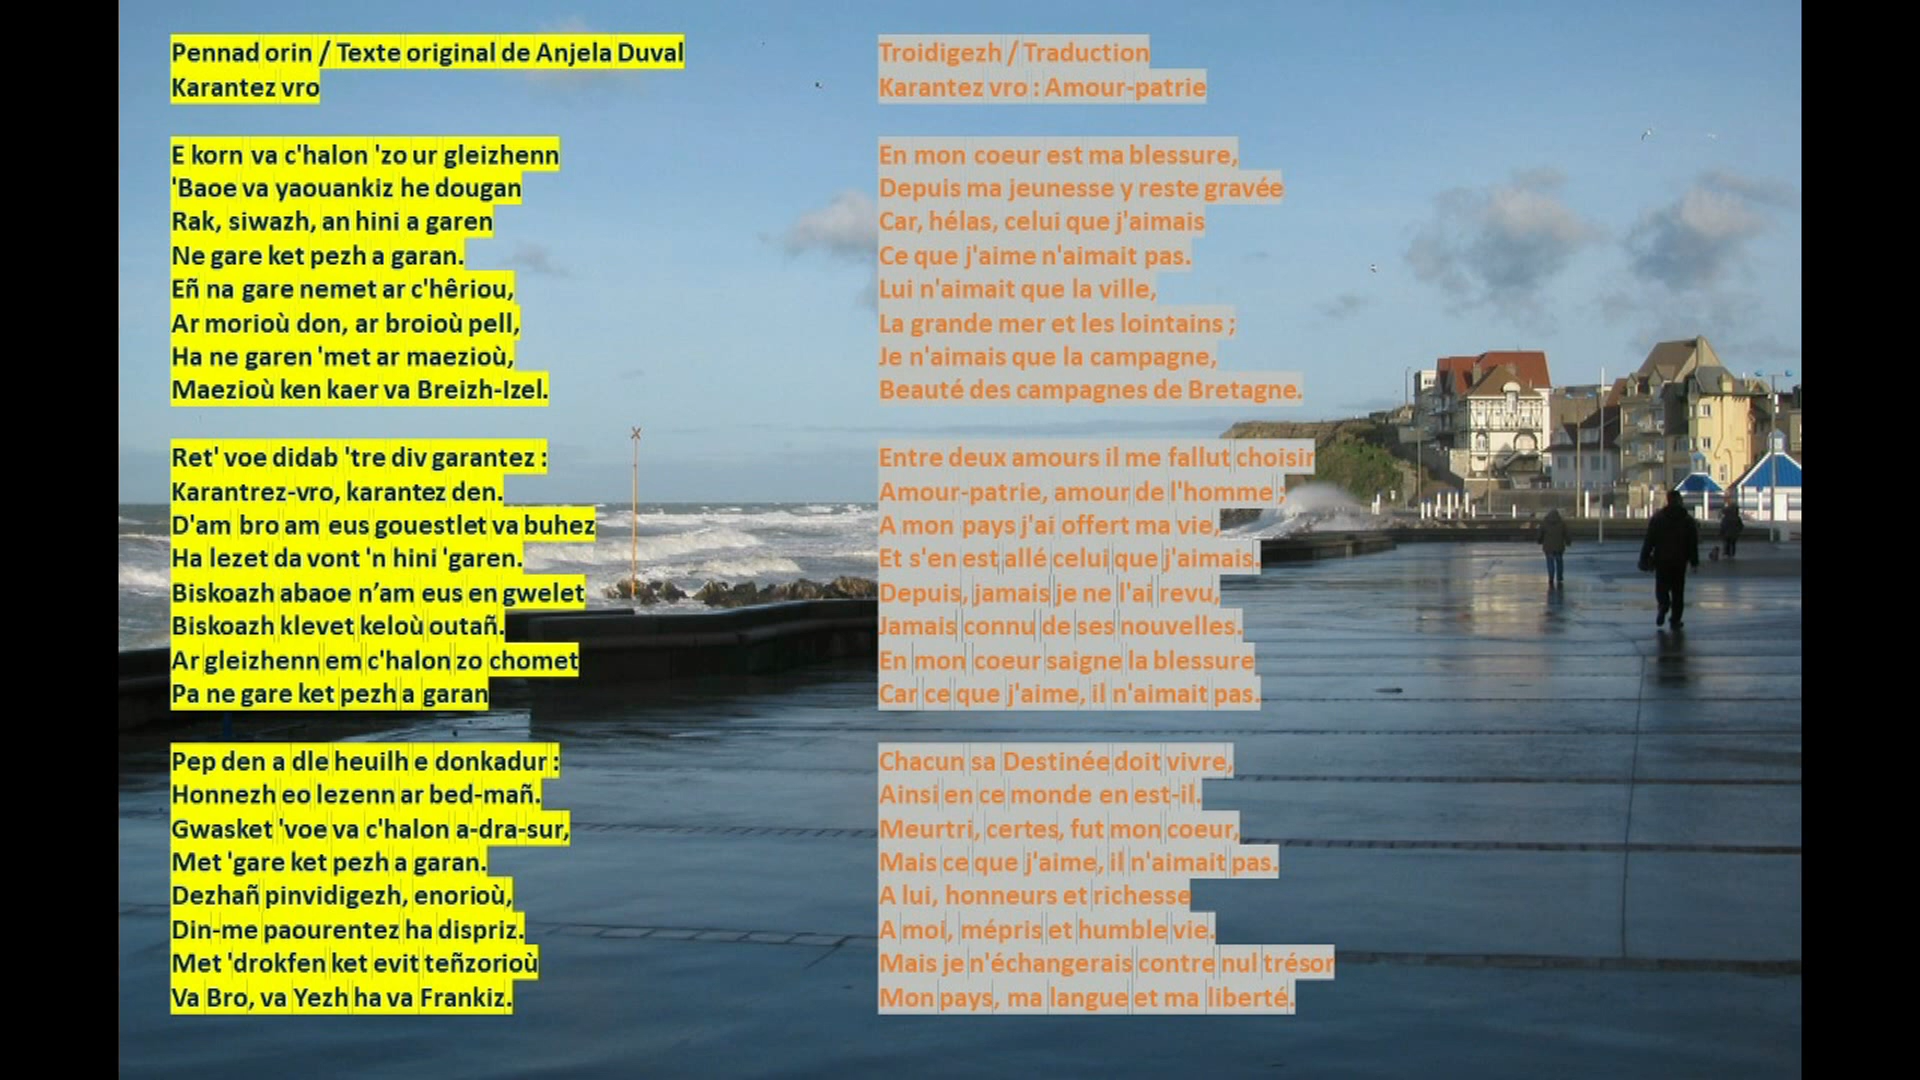 Pennad orin / Texte original de Anjela Duval
Karantez vro
E korn va c'halon 'zo ur gleizhenn
'Baoe va yaouankiz he dougan
Rak, siwazh, an hini a garen
Ne gare ket pezh a garan.
Eñ na gare nemet ar c'hêriou,
Ar morioù don, ar broioù pell,
Ha ne garen 'met ar maezioù,
Maezioù ken kaer va Breizh-Izel.
Ret' voe didab 'tre div garantez :
Karantrez-vro, karantez den.
D'am bro am eus gouestlet va buhez
Ha lezet da vont 'n hini 'garen.
Biskoazh abaoe n’am eus en gwelet
Biskoazh klevet keloù outañ.
Ar gleizhenn em c'halon zo chomet
Pa ne gare ket pezh a garan
Pep den a dle heuilh e donkadur :
Honnezh eo lezenn ar bed-mañ.
Gwasket 'voe va c'halon a-dra-sur,
Met 'gare ket pezh a garan.
Dezhañ pinvidigezh, enorioù,
Din-me paourentez ha dispriz.
Met 'drokfen ket evit teñzorioù
Va Bro, va Yezh ha va Frankiz.
Troidigezh / Traduction
Karantez vro : Amour-patrie
En mon coeur est ma blessure,
Depuis ma jeunesse y reste gravée
Car, hélas, celui que j'aimais
Ce que j'aime n'aimait pas.
Lui n'aimait que la ville,
La grande mer et les lointains ;
Je n'aimais que la campagne,
Beauté des campagnes de Bretagne.
Entre deux amours il me fallut choisir
Amour-patrie, amour de l'homme ;
A mon pays j'ai offert ma vie,
Et s'en est allé celui que j'aimais.
Depuis, jamais je ne l'ai revu,
Jamais connu de ses nouvelles.
En mon coeur saigne la blessure
Car ce que j'aime, il n'aimait pas.
Chacun sa Destinée doit vivre,
Ainsi en ce monde en est-il.
Meurtri, certes, fut mon coeur,
Mais ce que j'aime, il n'aimait pas.
A lui, honneurs et richesse
A moi, mépris et humble vie.
Mais je n'échangerais contre nul trésor
Mon pays, ma langue et ma liberté.